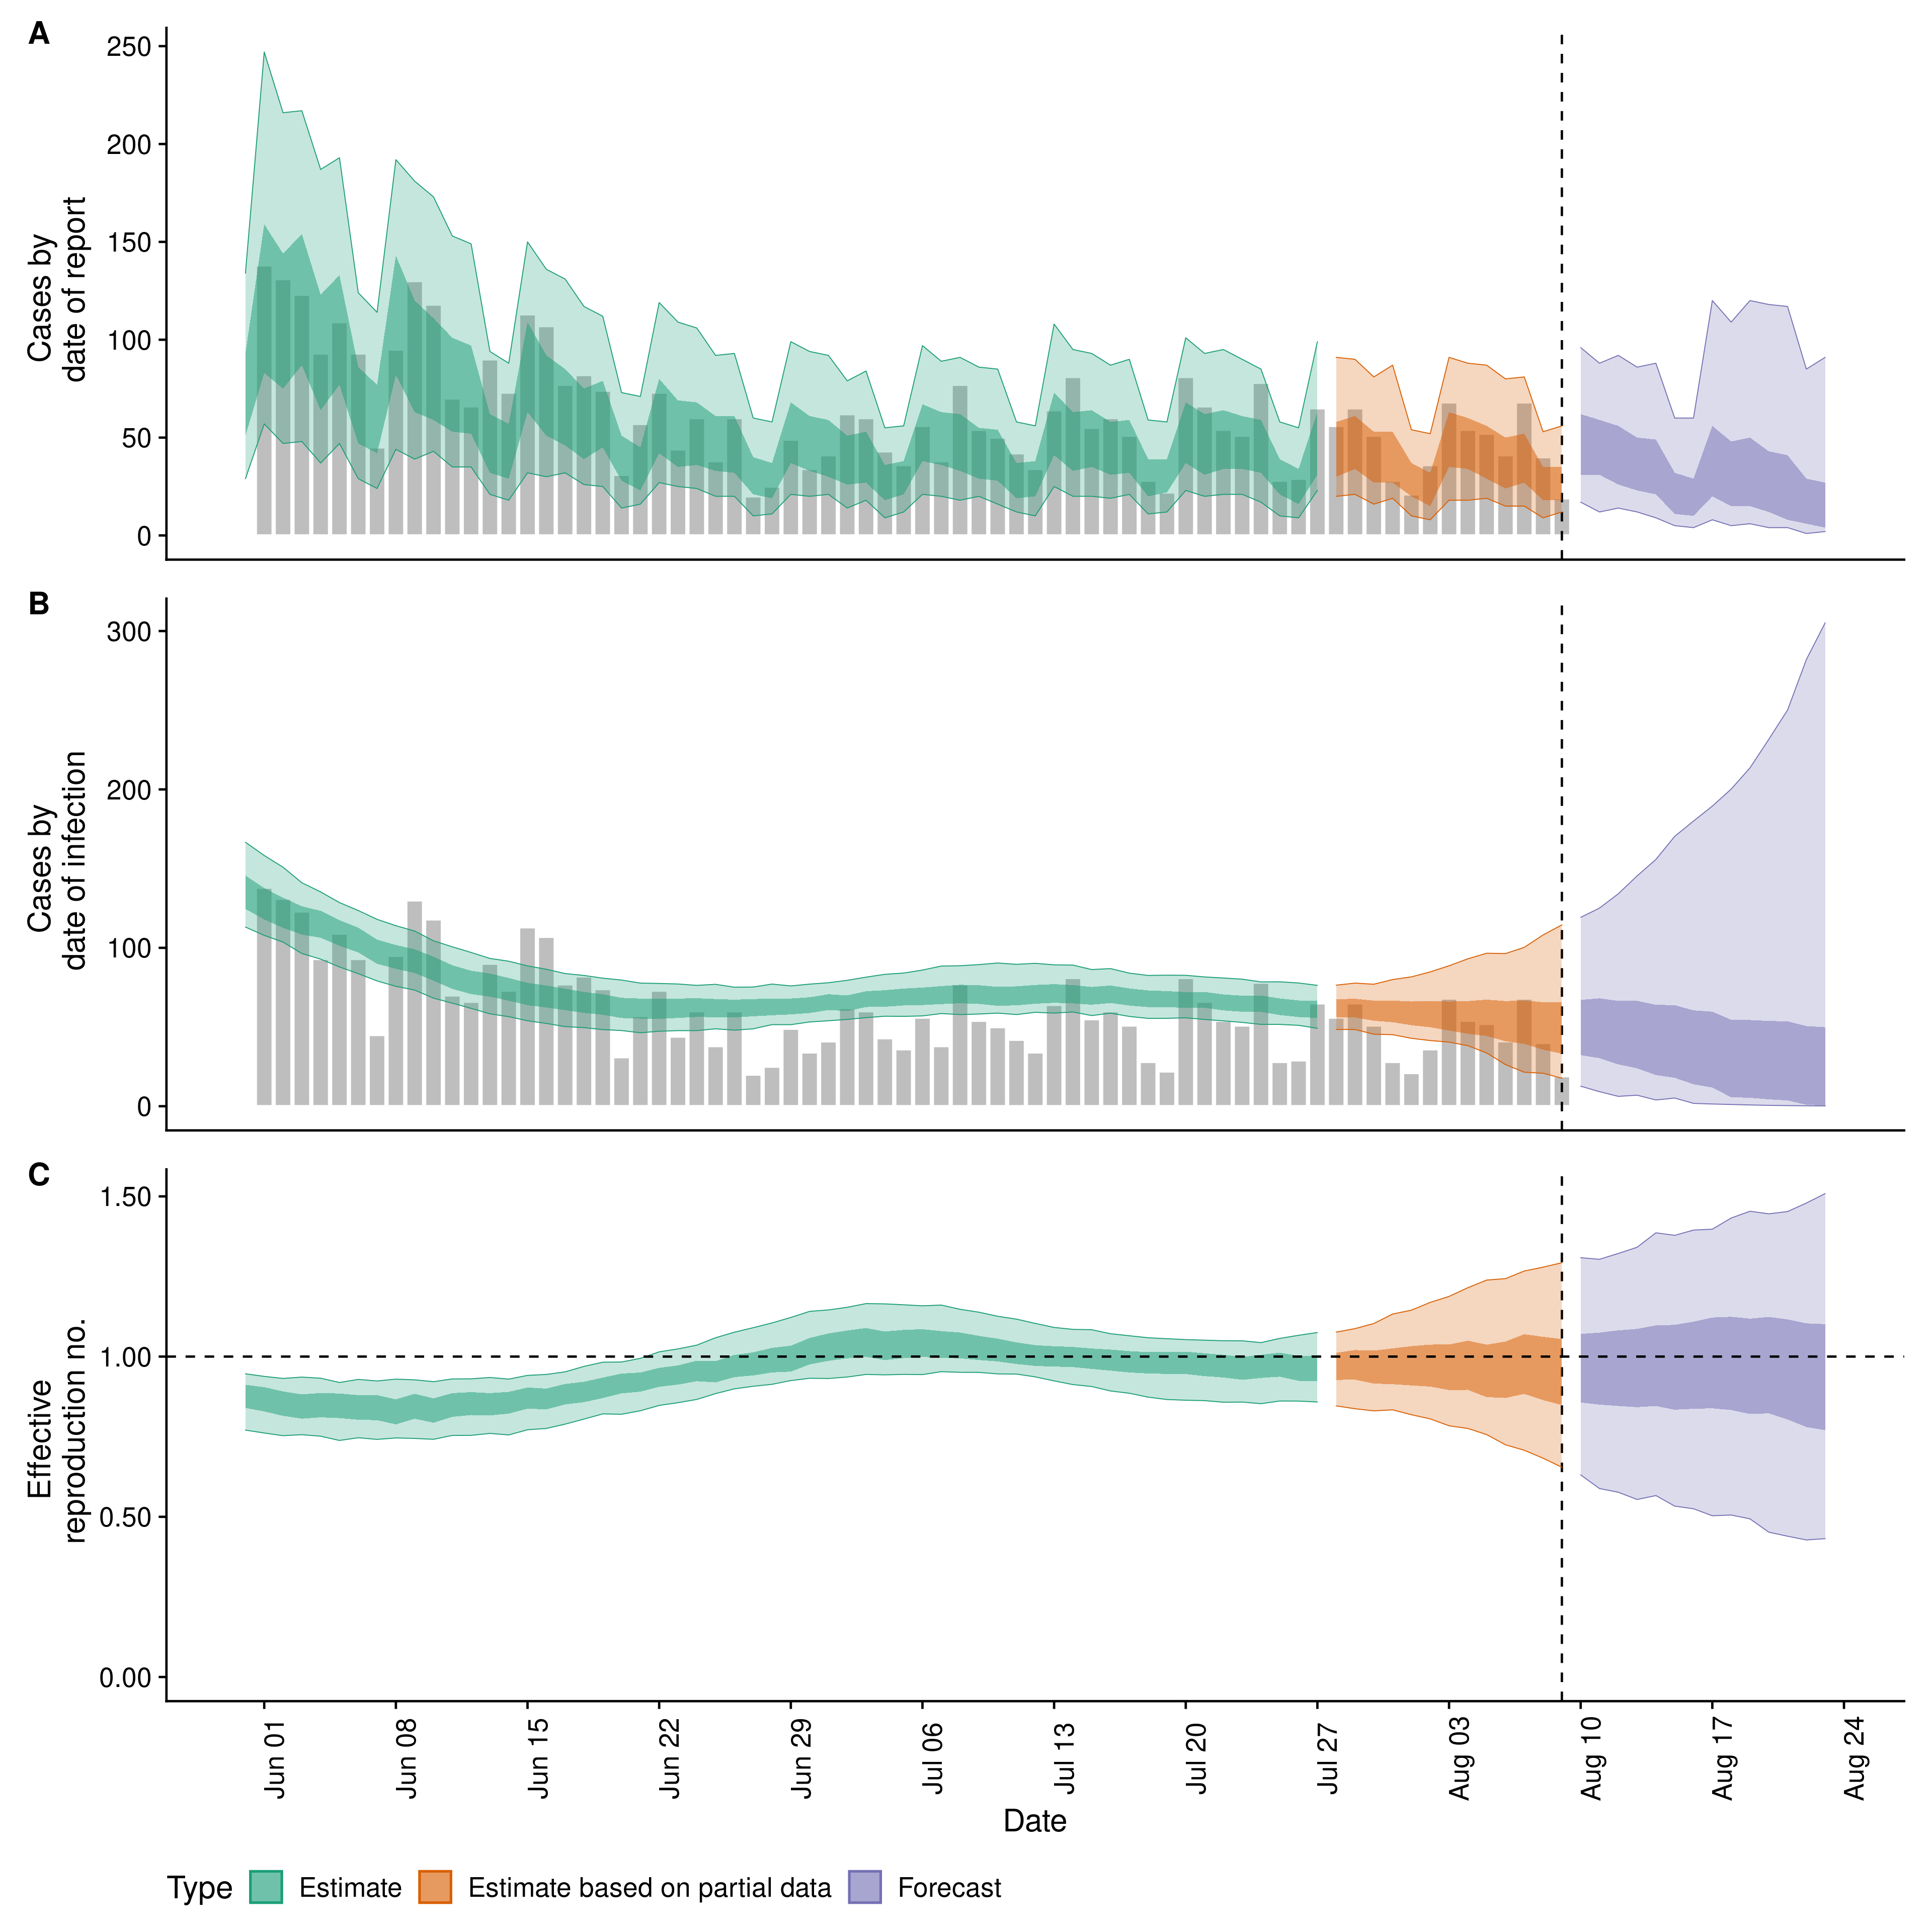 A
250
200
150
100
50
0
Cases by
date of report
B
300
200
100
0
Cases by
date of infection
C
1.50
1.00
0.50
0.00
Effective
reproduction no.
Jun 01
Jun 08
Jun 15
Jun 22
Jun 29
Jul 06
Jul 13
Jul 20
Jul 27
Aug 03
Aug 10
Aug 17
Aug 24
Date
Type Estimate Estimate based on partial data Forecast